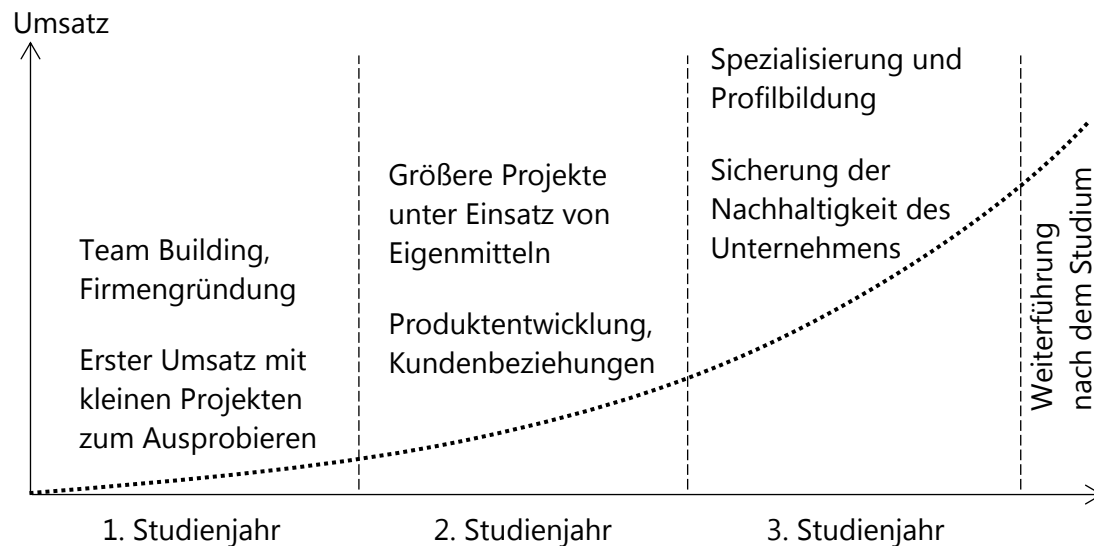 Umsatz
Team Building,
Firmengründung
Erster Umsatz mit
kleinen Projekten
zum Ausprobieren
Größere Projekte
unter Einsatz von
Eigenmitteln
Produktentwicklung,
Kundenbeziehungen
Spezialisierung und
Profilbildung
Sicherung der
Nachhaltigkeit des
Unternehmens
Weiterführung
nach dem Studium
1. Studienjahr
2. Studienjahr
3. Studienjahr